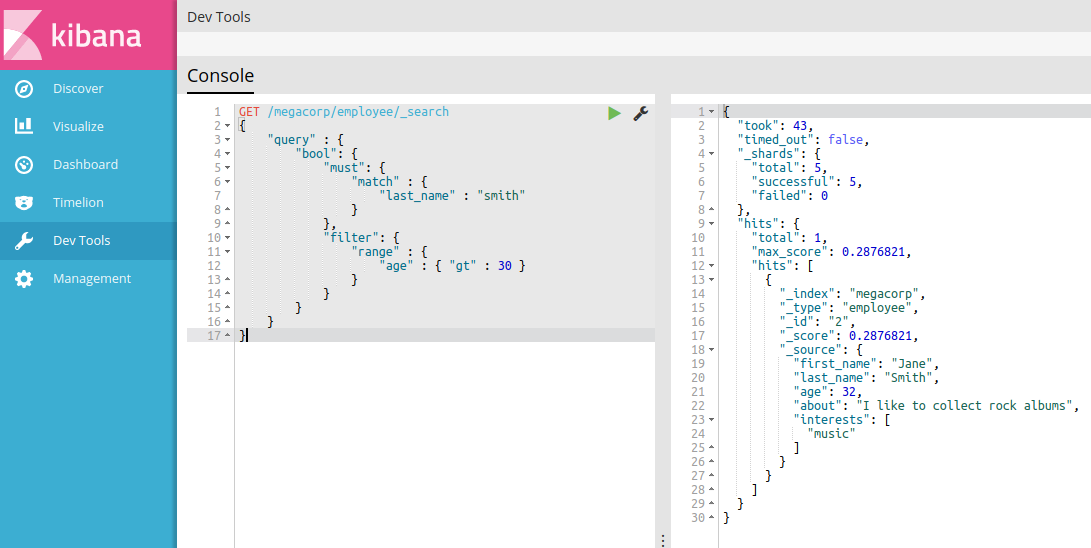 kibana
Discover
Visualize
Dashboard
Timelion
Dev Tools
Management
Dev Tools
Console
1 GET /megacorp/employee/_search
2 {
3     "query" : {
4         "bool": {
5             "must": {
6                 "match" : {
7                     "last_name" : "smith"
8                 }
9             },
10             "filter": {
11                 "range" : {
12                     "age" : { "gt" : 30 }
13                 }
14             }
15         }
16     }
17 }
1 {
2   "took": 43,
3   "timed_out": false,
4   "_shards": {
5     "total": 5,
6     "successful": 5,
7     "failed": 0
8   },
9   "hits": {
10     "total": 1,
11     "max_score": 0.2876821,
12     "hits": [
13       {
14         "_index": "megacorp",
15         "_type": "employee",
16         "_id": "2",
17         "_score": 0.2876821,
18         "_source": {
19           "first_name": "Jane",
20           "last_name": "Smith",
21           "age": 32,
22           "about": "I like to collect rock albums",
23           "interests": [
24             "music"
25           ]
26         }
27       }
28     ]
29   }
30 }